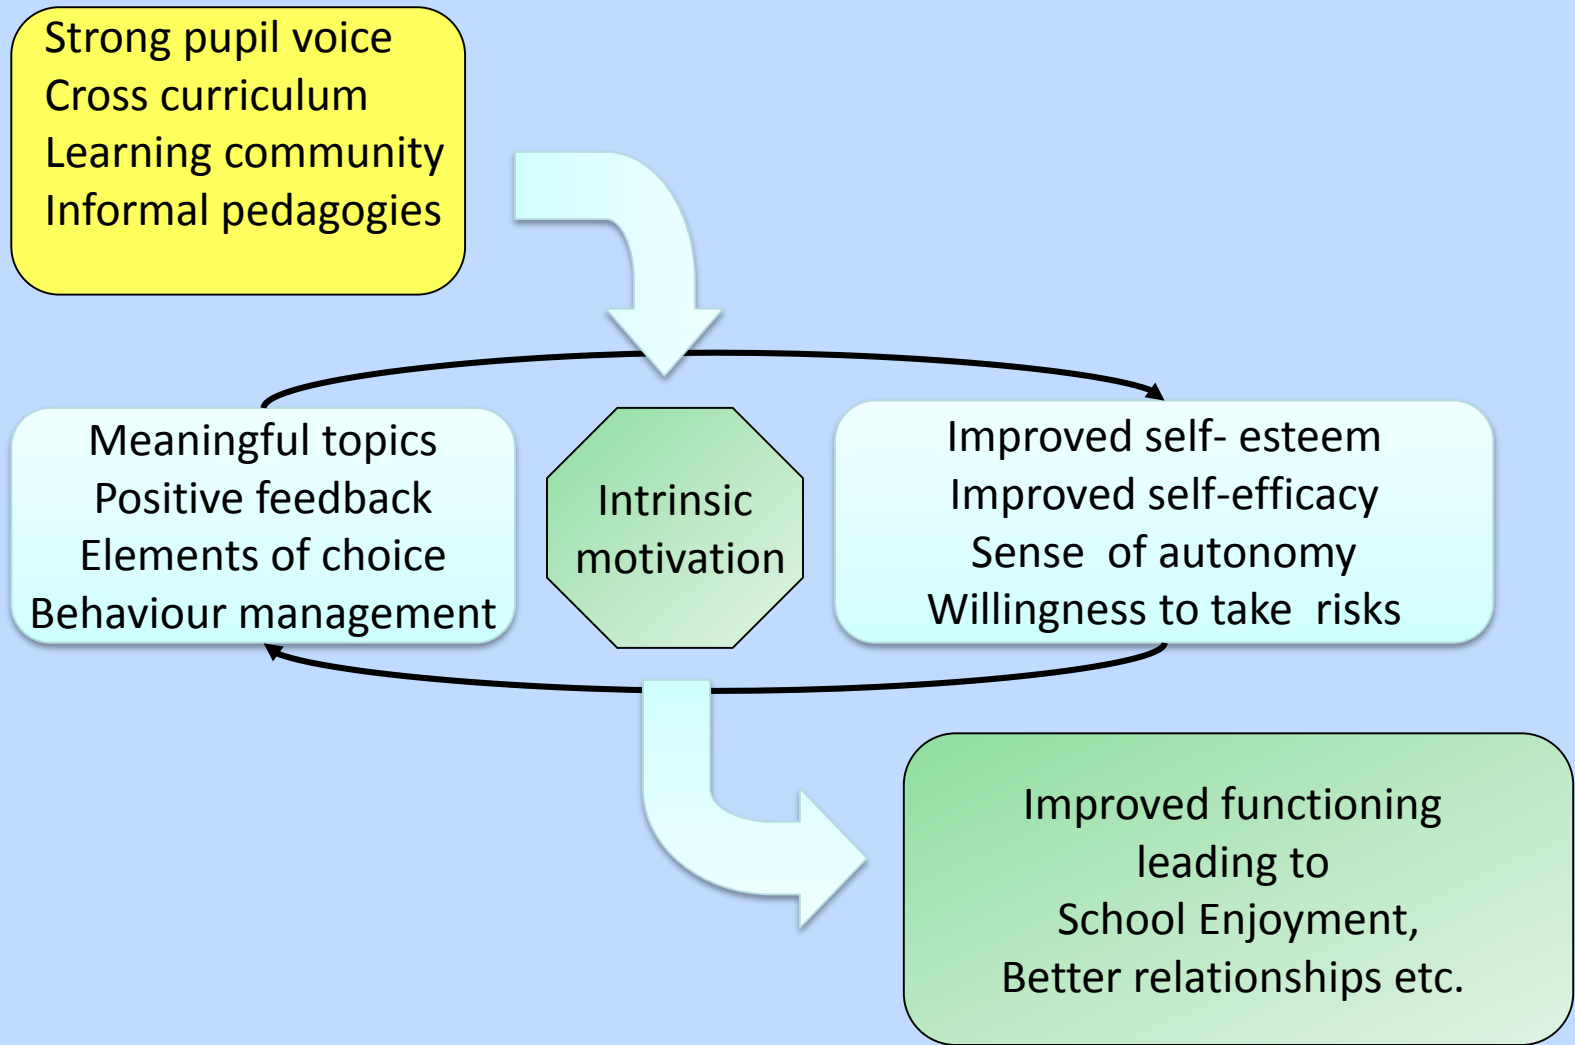 Strong pupil voice
Cross curriculum
Learning community
Informal pedagogies
Meaningful topics
Positive feedback
Elements of choice
Behaviour management
Intrinsic
motivation
Improved self- esteem
Improved self-efficacy
Sense of autonomy
Willingness to take risks
Improved functioning
leading to
School Enjoyment,
Better relationships etc.